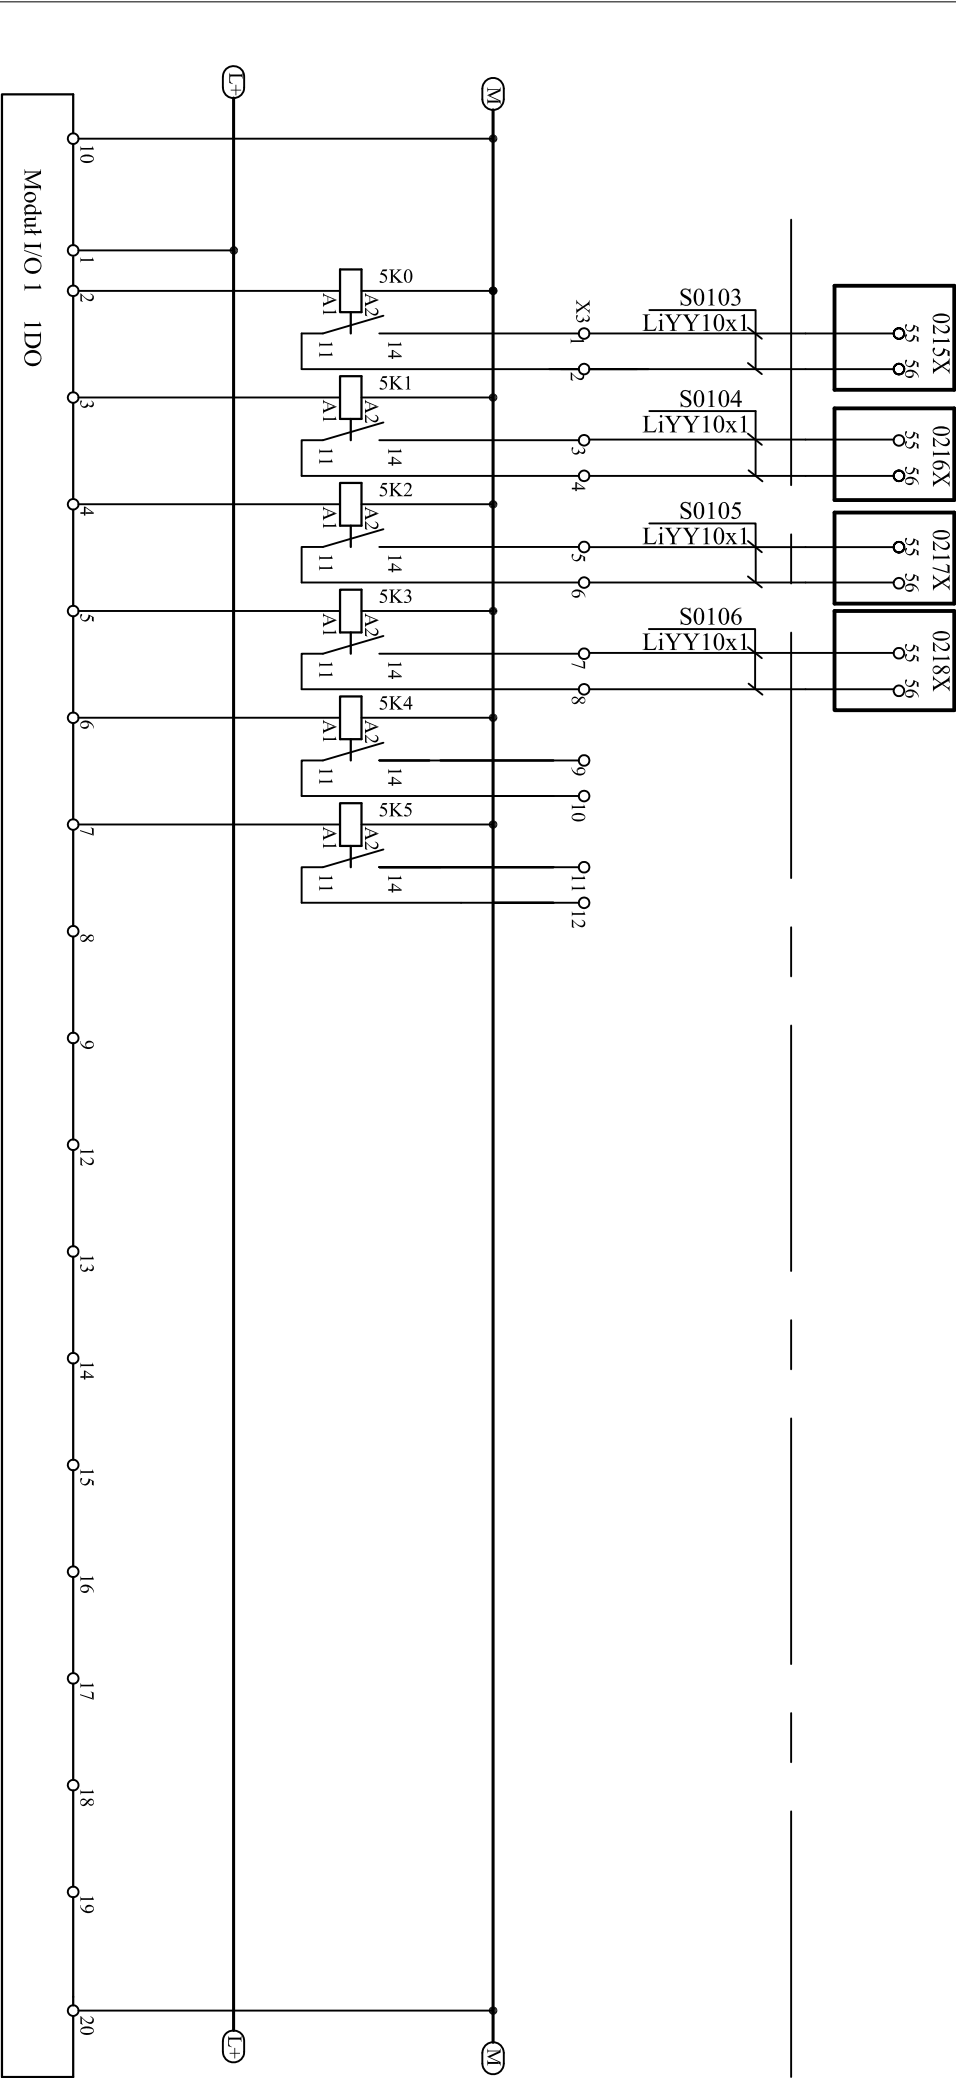 L+
M
10
Moduł I/O 1 1DO
1
2
5K0
A1
A2
11
14
X3
1
2
S0103
LiYY10x1
0215X
55
56
3
5K1
A1
A2
11
14
3
4
S0104
LiYY10x1
0216X
55
56
4
5K2
A1
A2
11
14
5
6
S0105
LiYY10x1
0217X
55
56
5
5K3
A1
A2
11
14
7
8
S0106
LiYY10x1
0218X
55
56
6
5K4
A1
A2
11
14
9
10
7
5K5
A1
A2
11
14
11
12
8
9
12
13
14
15
16
17
18
19
20
L+
M